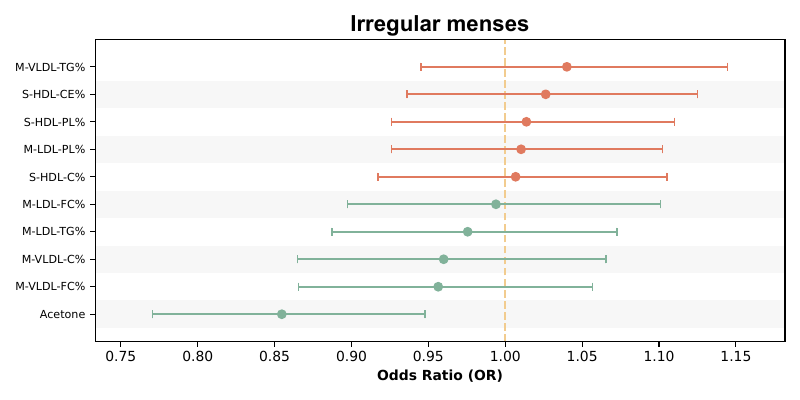 Irregular menses
M-VLDL-TG%
S-HDL-CE%
S-HDL-PL%
M-LDL-PL%
S-HDL-C%
M-LDL-FC%
M-LDL-TG%
M-VLDL-C%
M-VLDL-FC%
Acetone
0.75 0.80 0.85 0.90 0.95 1.00 1.05 1.10 1.15
Odds Ratio (OR)